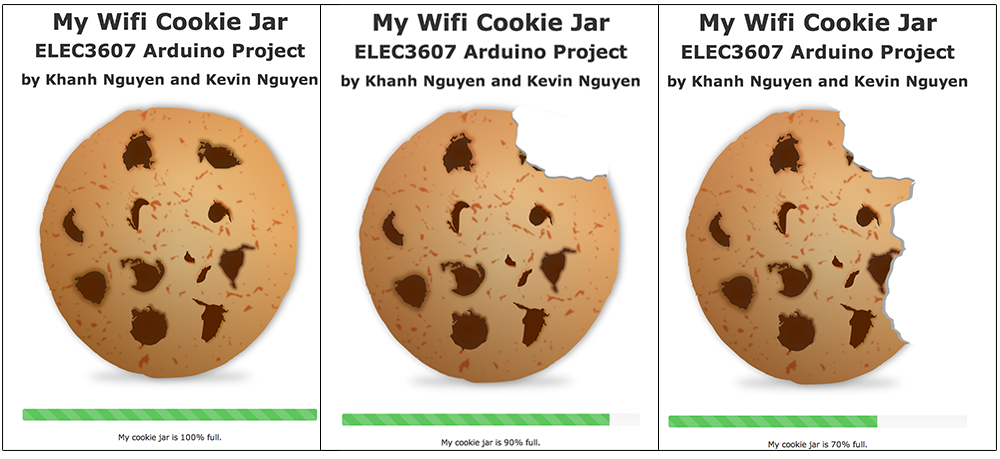 My Wifi Cookie Jar
ELEC3607 Arduino Project
by Khanh Nguyen and Kevin Nguyen
My cookie jar is 100% full.
My Wifi Cookie Jar
ELEC3607 Arduino Project
by Khanh Nguyen and Kevin Nguyen
My cookie jar is 90% full.
My Wifi Cookie Jar
ELEC3607 Arduino Project
by Khanh Nguyen and Kevin Nguyen
My cookie jar is 70% full.